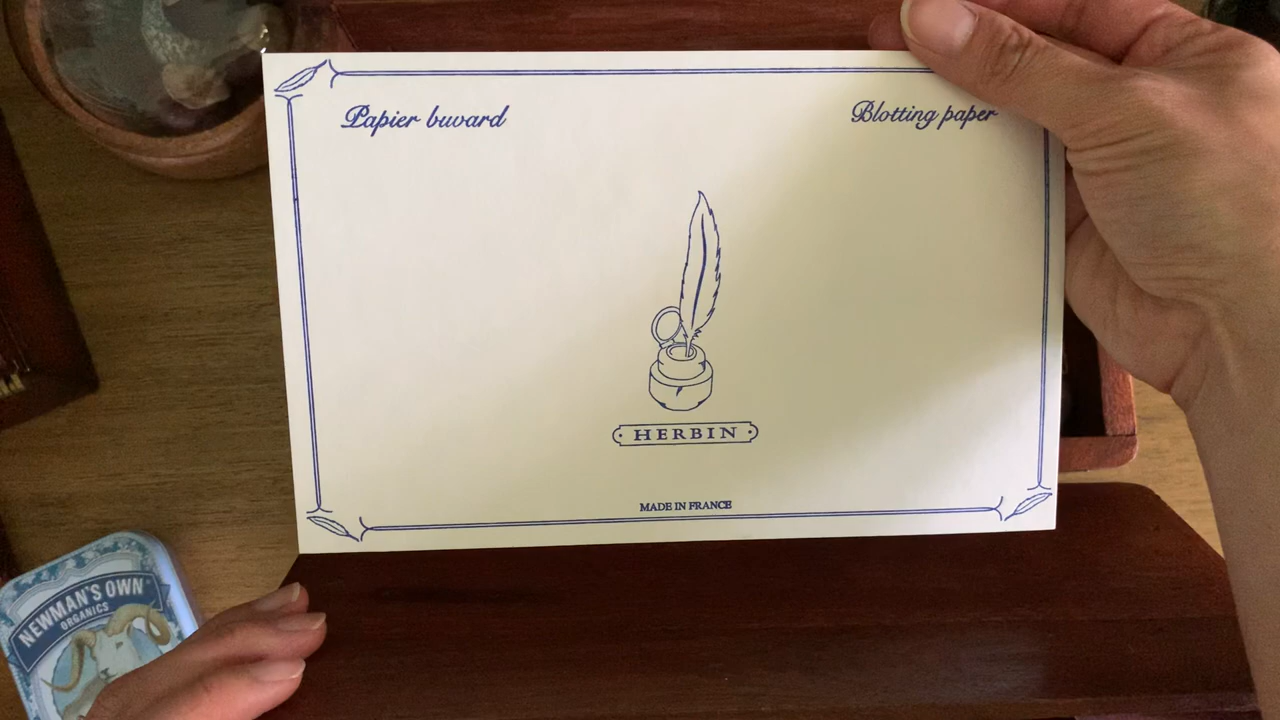 Papier buvard
Blotting paper
HERBIN
MADE IN FRANCE
NEWMAN'S OWN
ORGANICS